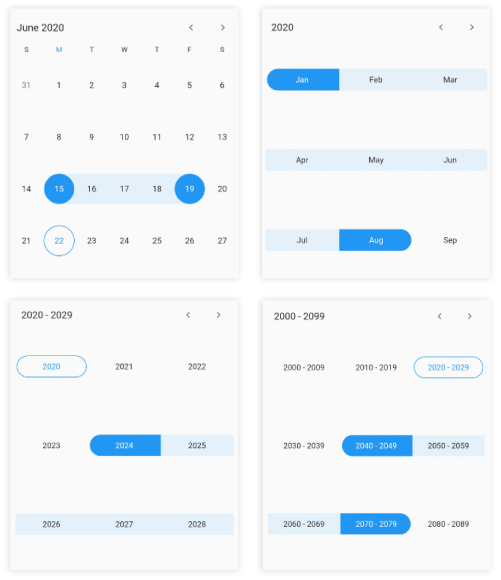 June 2020
S M T W T F S
31 1 2 3 4 5 6
7 8 9 10 11 12 13
14 15 16 17 18 19 20
21 22 23 24 25 26 27
2020
Jan Feb Mar
Apr May Jun
Jul Aug Sep
2020 - 2029
2020 2021 2022
2023 2024 2025
2026 2027 2028
2000 - 2099
2000 - 2009 2010 - 2019 2020 - 2029
2030 - 2039 2040 - 2049 2050 - 2059
2060 - 2069 2070 - 2079 2080 - 2089